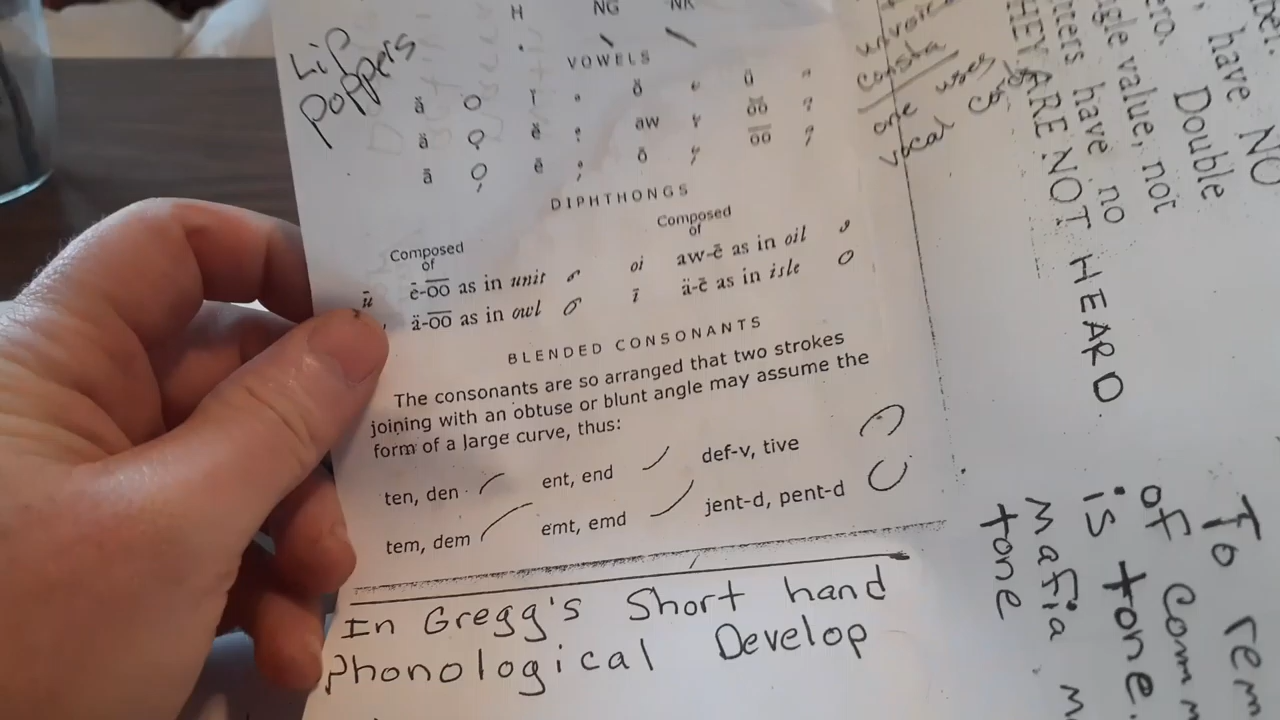 H NG NK
Lip
poppers
VOWELS
ă ĭ ŏ ŭ
ä ĕ aw o͝o
ā ē ō o͞o
DIPHTHONGS
Composed
of
Composed
of
ū ē-o͞o as in unit
oi aw-ē as in oil
ä-o͞o as in owl
ī ä-ē as in isle
BLENDED CONSONANTS
The consonants are so arranged that two strokes
joining with an obtuse or blunt angle may assume the
form of a large curve, thus:
ten, den ent, end def-v, tive
tem, dem emt, emd jent-d, pent-d
In Gregg's Short hand
Phonological Develop
have NO
Double
gle value, not
have no
HEY ARE NOT HEARD.
To rem
of comm
is tone.
mafia
tone